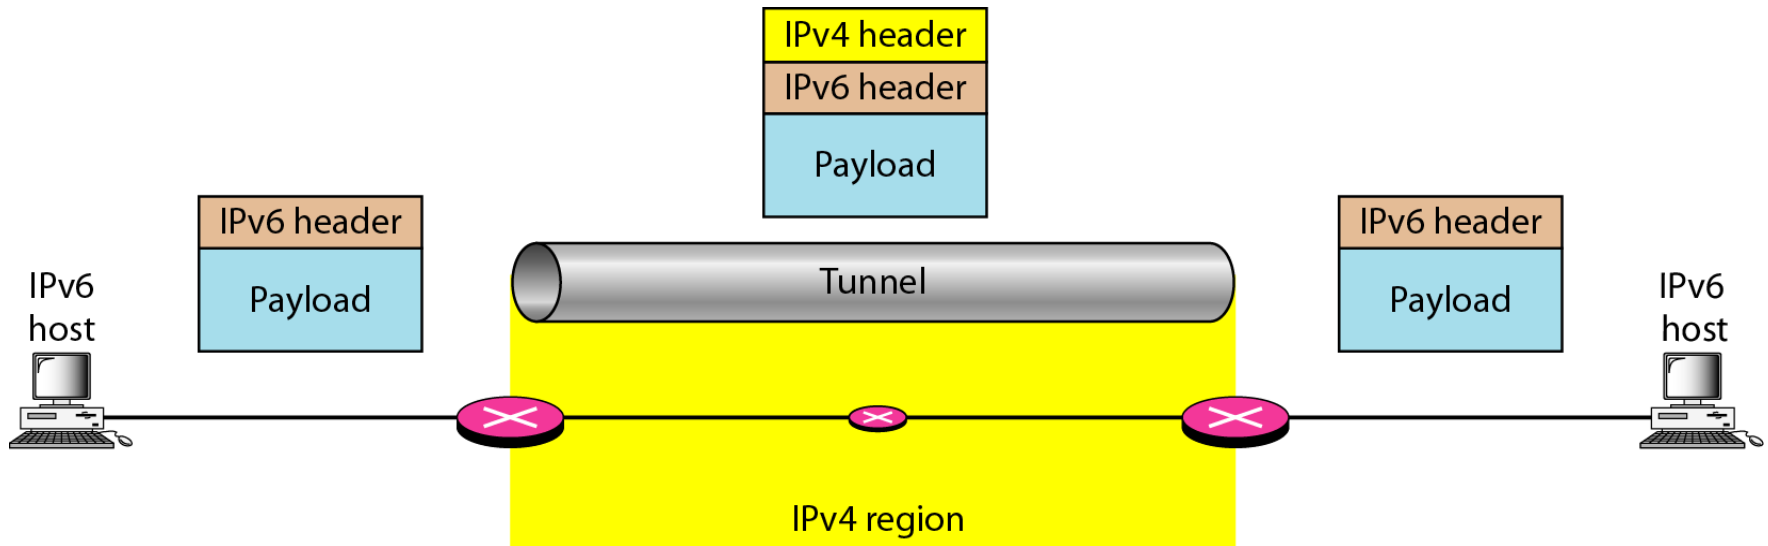 IPv4 header
IPv6 header
Payload
IPv6 header
Payload
IPv6
host
Tunnel
IPv6 header
Payload
IPv6
host
IPv4 region